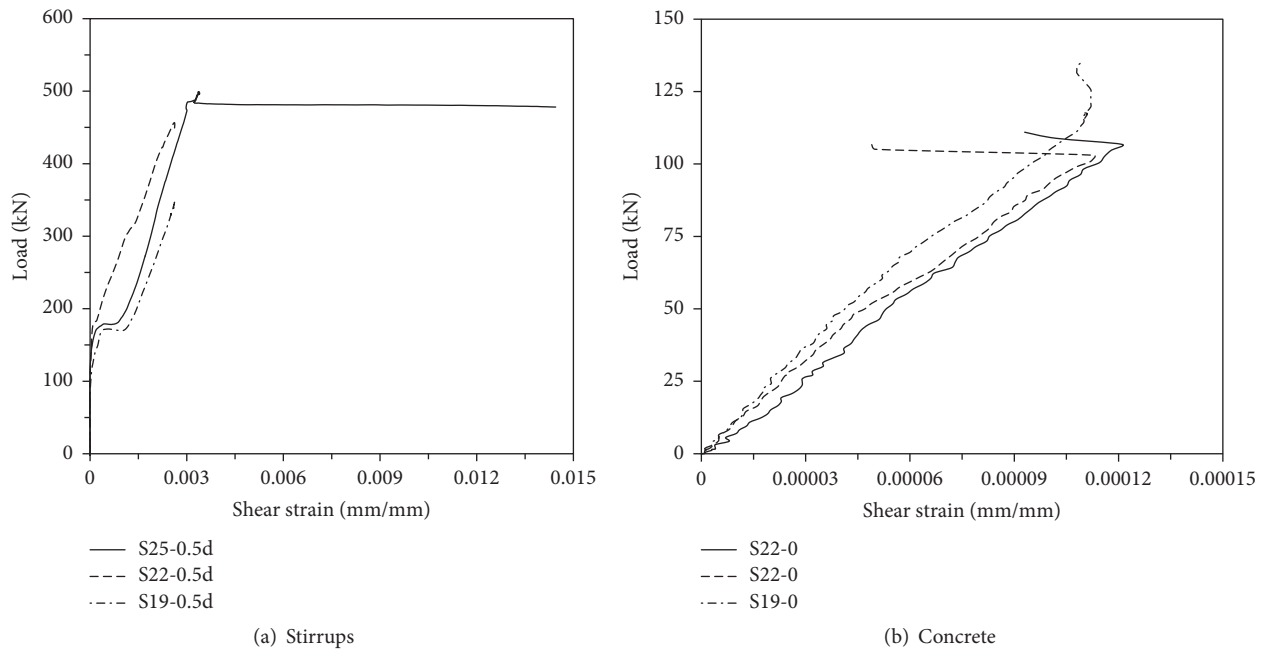 600
500
400
300
200
100
0
Load (kN)
0 0.003 0.006 0.009 0.012 0.015
Shear strain (mm/mm)
S25-0.5d
S22-0.5d
S19-0.5d
(a) Stirrups
150
125
100
75
50
25
0
Load (kN)
0 0.00003 0.00006 0.00009 0.00012 0.00015
Shear strain (mm/mm)
S22-0
S22-0
S19-0
(b) Concrete